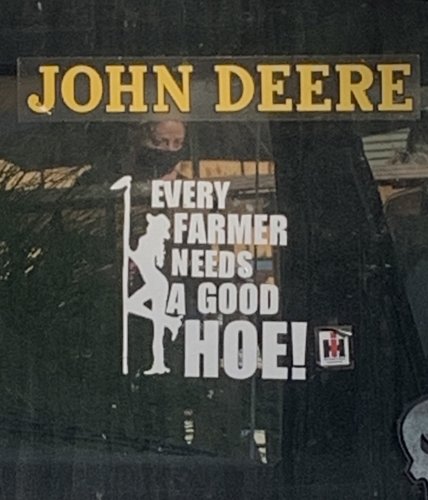 JOHN DEERE
EVERY
FARMER
NEEDS
A GOOD
HOE!